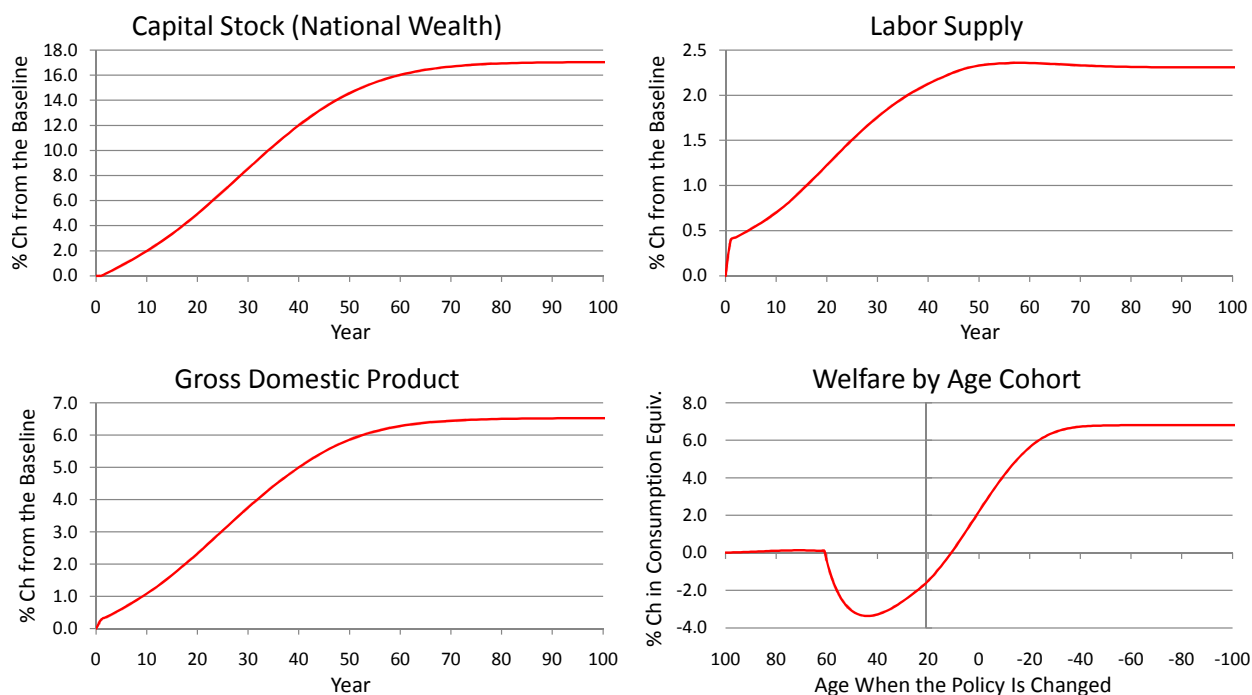 Capital Stock (National Wealth)
% Ch from the Baseline
18.0
16.0
14.0
12.0
10.0
8.0
6.0
4.0
2.0
0.0
0 10 20 30 40 50 60 70 80 90 100
Year
Labor Supply
% Ch from the Baseline
2.5
2.0
1.5
1.0
0.5
0.0
0 10 20 30 40 50 60 70 80 90 100
Year
Gross Domestic Product
% Ch from the Baseline
7.0
6.0
5.0
4.0
3.0
2.0
1.0
0.0
0 10 20 30 40 50 60 70 80 90 100
Year
Welfare by Age Cohort
% Ch in Consumption Equiv.
8.0
6.0
4.0
2.0
0.0
-2.0
-4.0
100 80 60 40 20 0 -20 -40 -60 -80 -100
Age When the Policy Is Changed